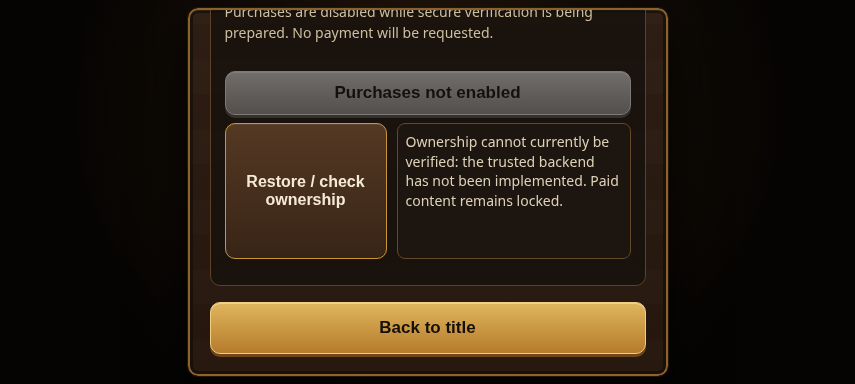 Purchases are disabled while secure verification is being
prepared. No payment will be requested.
Purchases not enabled
Restore / check
ownership
Ownership cannot currently be
verified: the trusted backend
has not been implemented. Paid
content remains locked.
Back to title